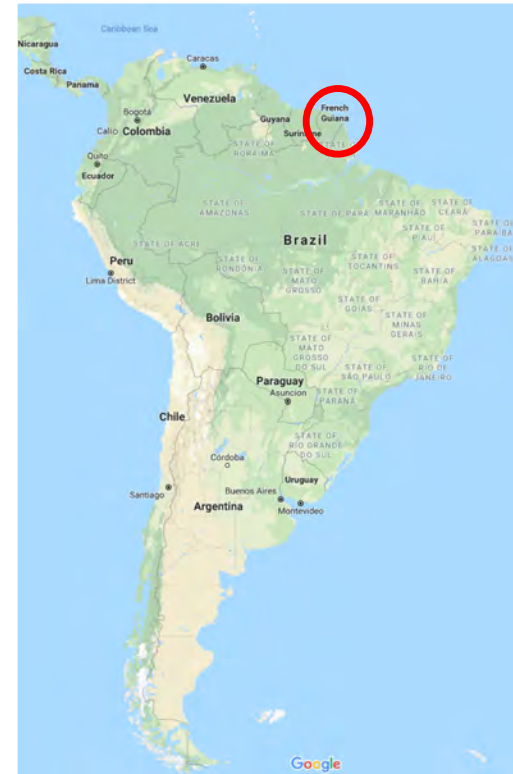 Caribbean Sea
Nicaragua
Caracas
Costa Rica
Panama
Venezuela
French
Guiana
Bogotá
Guyana
Calio
Colombia
Suriname
STATE OF
RORAIMA
STATE OF
Quito
Ecuador
STATE OF
AMAZONAS
STATE OF PARÁ
MARANHÃO
STATE OF
CEARÁ
STATE OF
PIAUÍ
STATE OF
STATE OF
ALAGOAS
Brazil
STATE OF ACRE
STATE OF
RONDÔNIA
STATE OF
TOCANTINS
Peru
Lima District
STATE OF
MATO
GROSSO
STATE OF
BAHIA
STATE OF
GOIÁS
Bolivia
STATE OF
MINAS
GERAIS
STATE OF
MATO
GROSSO
DO SUL
STATE OF
SÃO PAULO
STATE OF
RIO DE
JANEIRO
Paraguay
Asuncion
STATE OF
PARANÁ
Chile
STATE OF
RIO GRANDE
DO SUL
Córdoba
Uruguay
Santiago
Buenos Aires
Argentina
Montevideo
Google